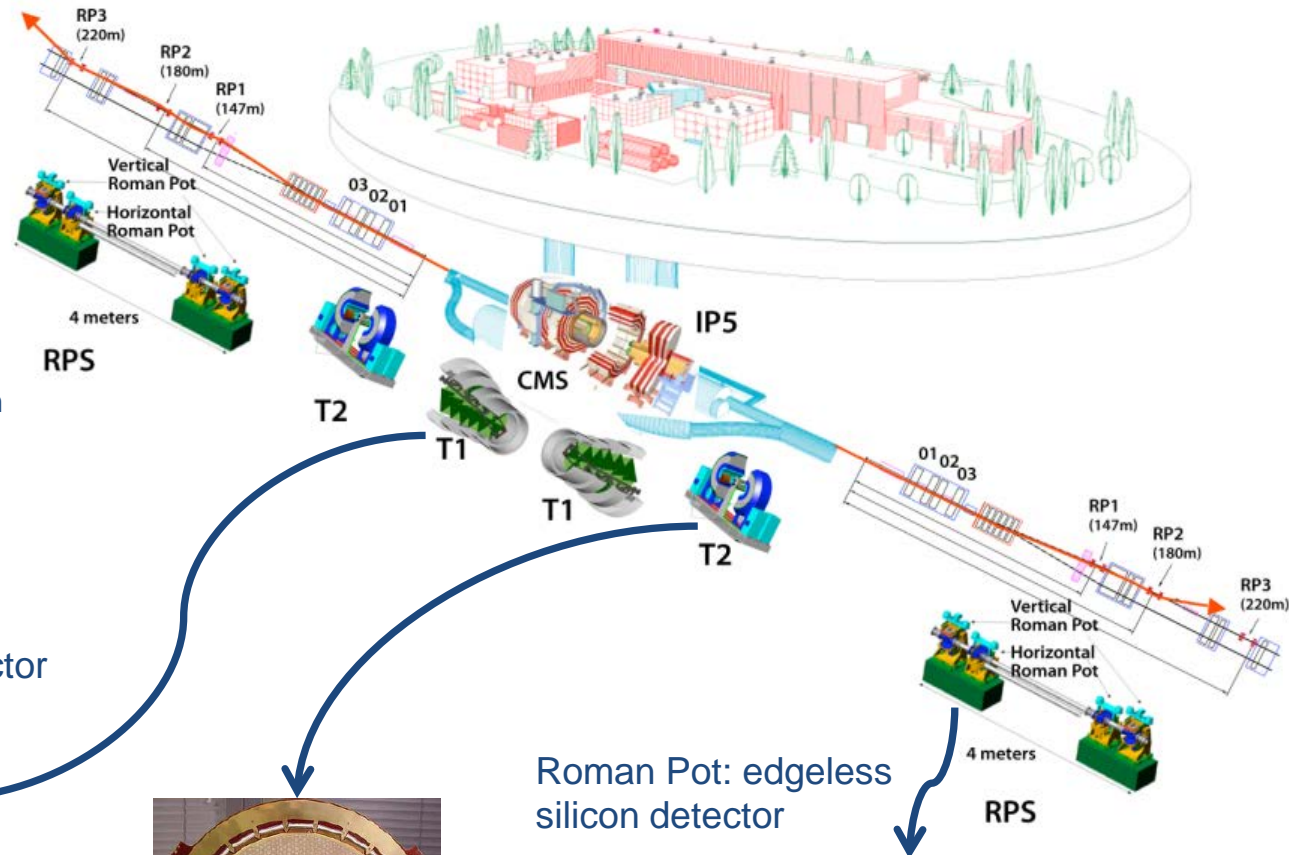 RP3
(220m)
RP2
(180m)
RP1
(147m)
Vertical
Roman Pot
Horizontal
Roman Pot
03
02
01
4 meters
RPS
IP5
CMS
T2
T1
T1
T2
01
02
03
RP1
(147m)
RP2
(180m)
RP3
(220m)
Vertical
Roman Pot
Horizontal
Roman Pot
4 meters
RPS
Roman Pot: edgeless
silicon detector